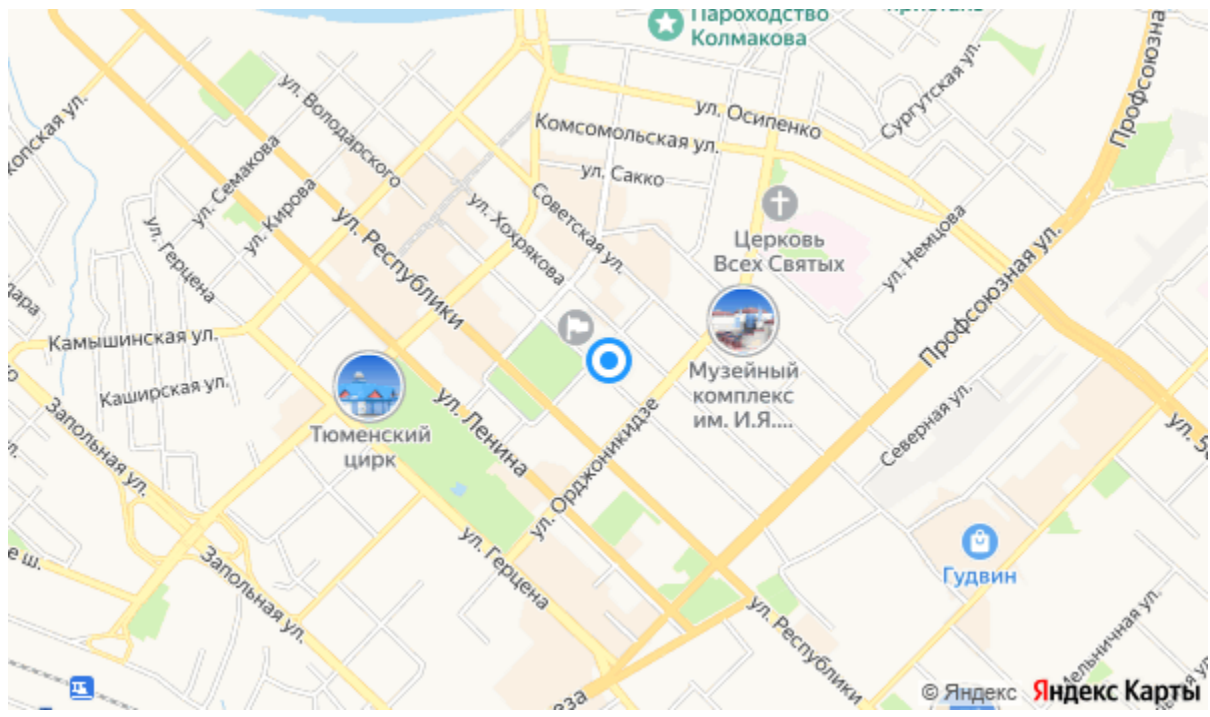 Пароходство
Колмакова
Профсоюзная
Сургутская ул.
ул. Осипенко
Комсомольская ул.
ул. Володарского
ул. Сакко
ул. Семакова
ул. Кирова
ул. Хохрякова
Советская ул.
Церковь
Всех Святых
ул. Немцова
ул. Герцена
ул. Республики
Профсоюзная ул.
Камышинская ул.
Каширская ул.
Музейный
комплекс
им. И.Я....
Северная ул.
Тюменский
цирк
ул. Ленина
ул. Орджоникидзе
Запольная ул.
ул. Герцена
Запольная ул.
Гудвин
ул. Республики
Мельничная ул.
© Яндекс Яндекс Карты